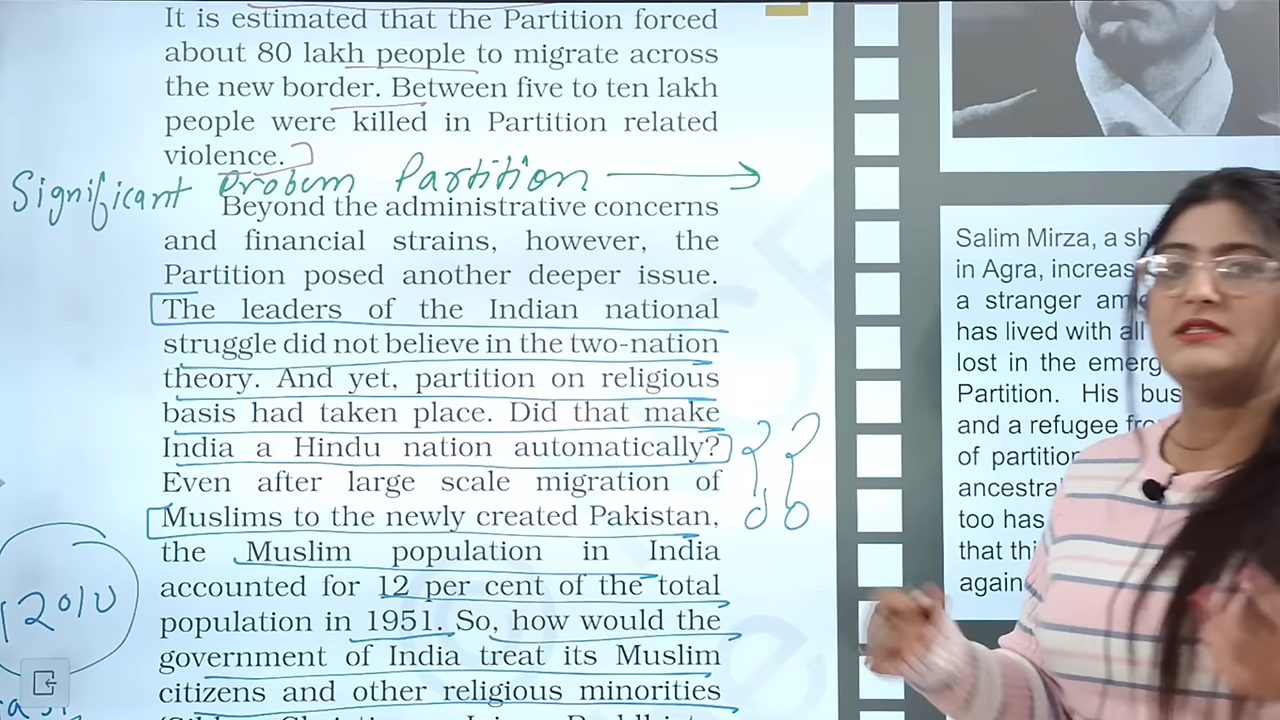 It is estimated that the Partition forced
about 80 lakh people to migrate across
the new border. Between five to ten lakh
people were killed in Partition related
violence.
Significant Probem Partition
Beyond the administrative concerns
and financial strains, however, the
Partition posed another deeper issue.
The leaders of the Indian national
struggle did not believe in the two-nation
theory. And yet, partition on religious
basis had taken place. Did that make
India a Hindu nation automatically?
Even after large scale migration of
Muslims to the newly created Pakistan,
the Muslim population in India
accounted for 12 per cent of the total
population in 1951. So, how would the
government of India treat its Muslim
citizens and other religious minorities
??
Salim Mirza, a sh
in Agra, increas
a stranger am
has lived with all
lost in the emerg
Partition. His bus
and a refugee fr
of partition
ancestra
too has
that thi
again